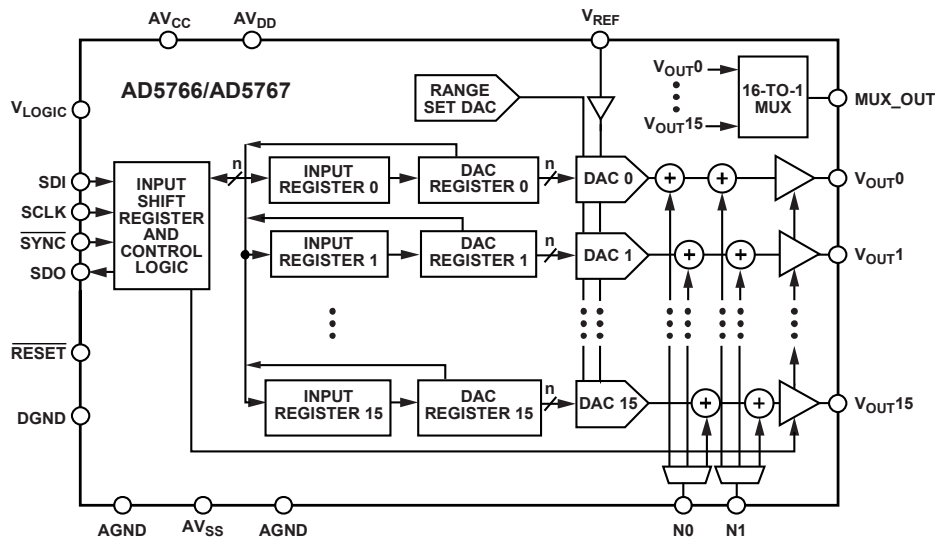 AVCC
AVDD
VREF
AD5766/AD5767
RANGE
SET DAC
VOUT0
VOUT15
16-TO-1
MUX
MUX_OUT
VLOGIC
SDI
SCLK
SYNC
SDO
RESET
DGND
INPUT
SHIFT
REGISTER
AND
CONTROL
LOGIC
n
INPUT
REGISTER 0
DAC
REGISTER 0
n
DAC 0
+
+
VOUT0
INPUT
REGISTER 1
DAC
REGISTER 1
n
DAC 1
+
+
VOUT1
INPUT
REGISTER 15
DAC
REGISTER 15
n
DAC 15
+
+
VOUT15
AGND
AVSS
AGND
N0
N1